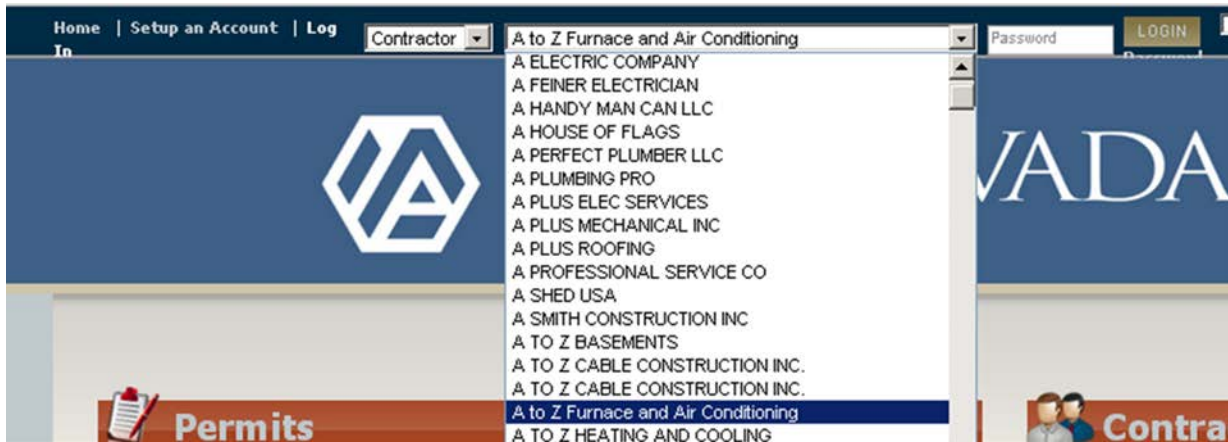 Home | Setup an Account | Log In
Contractor
A to Z Furnace and Air Conditioning
Password
LOGIN
A ELECTRIC COMPANY
A FEINER ELECTRICIAN
A HANDY MAN CAN LLC
A HOUSE OF FLAGS
A PERFECT PLUMBER LLC
A PLUMBING PRO
A PLUS ELEC SERVICES
A PLUS MECHANICAL INC
A PLUS ROOFING
A PROFESSIONAL SERVICE CO
A SHED USA
A SMITH CONSTRUCTION INC
A TO Z BASEMENTS
A TO Z CABLE CONSTRUCTION INC.
A TO Z CABLE CONSTRUCTION INC.
A to Z Furnace and Air Conditioning
A TO Z HEATING AND COOLING
VADA
Permits
Contra